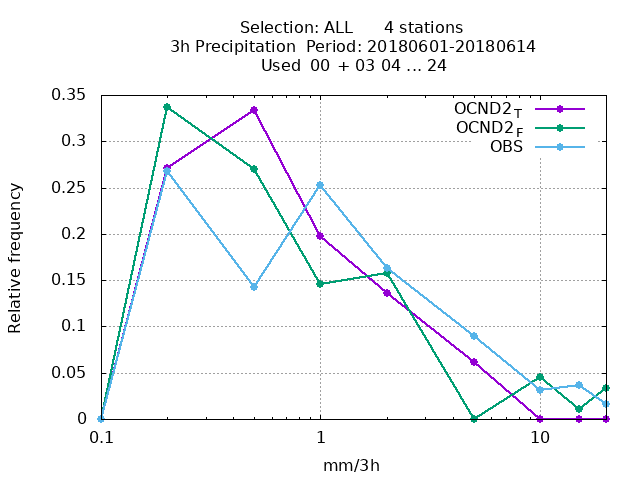 Selection: ALL 4 stations
3h Precipitation Period: 20180601-20180614
Used 00 + 03 04 ... 24
0.35
0.3
0.25
0.2
0.15
0.1
0.05
0
Relative frequency
OCND2_T
OCND2_F
OBS
0.1 1 10
mm/3h